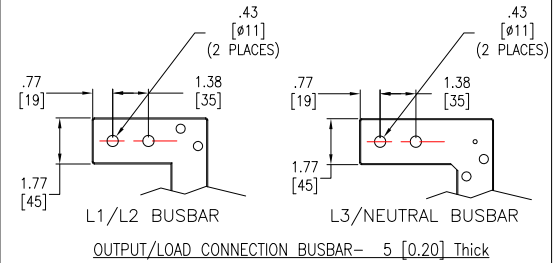 .43
[ø11]
(2 PLACES)
.77
[19]
1.38
[35]
1.77
[45]
L1/L2 BUSBAR
.43
[ø11]
(2 PLACES)
.77
[19]
1.38
[35]
1.77
[45]
L3/NEUTRAL BUSBAR
OUTPUT/LOAD CONNECTION BUSBAR- 5 [0.20] Thick